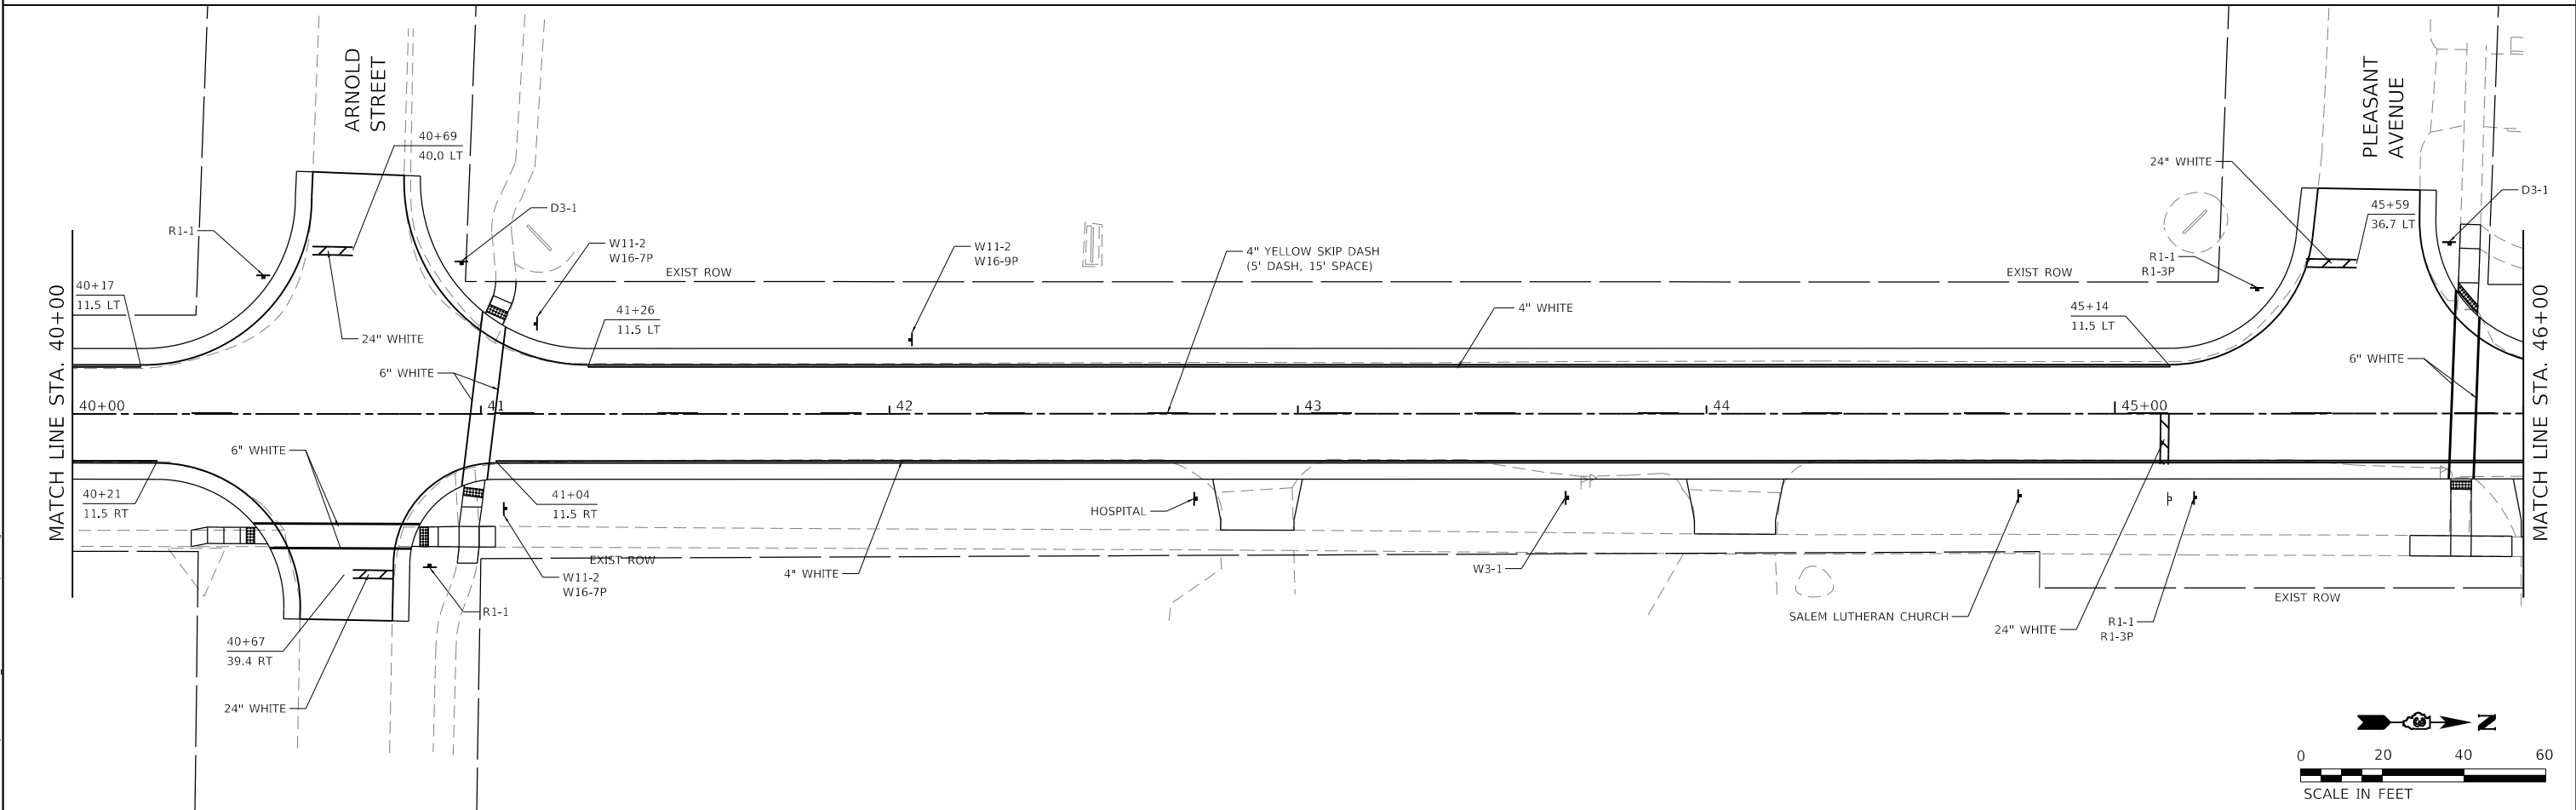 ARNOLD
STREET
PLEASANT
AVENUE
40+69
40.0 LT
24" WHITE
D3-1
D3-1
45+59
36.7 LT
R1-1
W11-2
W16-7P
W11-2
W16-9P
4" YELLOW SKIP DASH
(5' DASH, 15' SPACE)
R1-1
R1-3P
EXIST ROW
EXIST ROW
40+17
11.5 LT
41+26
11.5 LT
4" WHITE
45+14
11.5 LT
24" WHITE
6" WHITE
6" WHITE
MATCH LINE STA. 40+00
MATCH LINE STA. 46+00
40+00
41
42
43
44
45+00
6" WHITE
40+21
11.5 RT
41+04
11.5 RT
HOSPITAL
EXIST ROW
W11-2
W16-7P
4" WHITE
W3-1
EXIST ROW
R1-1
SALEM LUTHERAN CHURCH
24" WHITE
R1-1
R1-3P
40+67
39.4 RT
24" WHITE
N
0 20 40 60
SCALE IN FEET